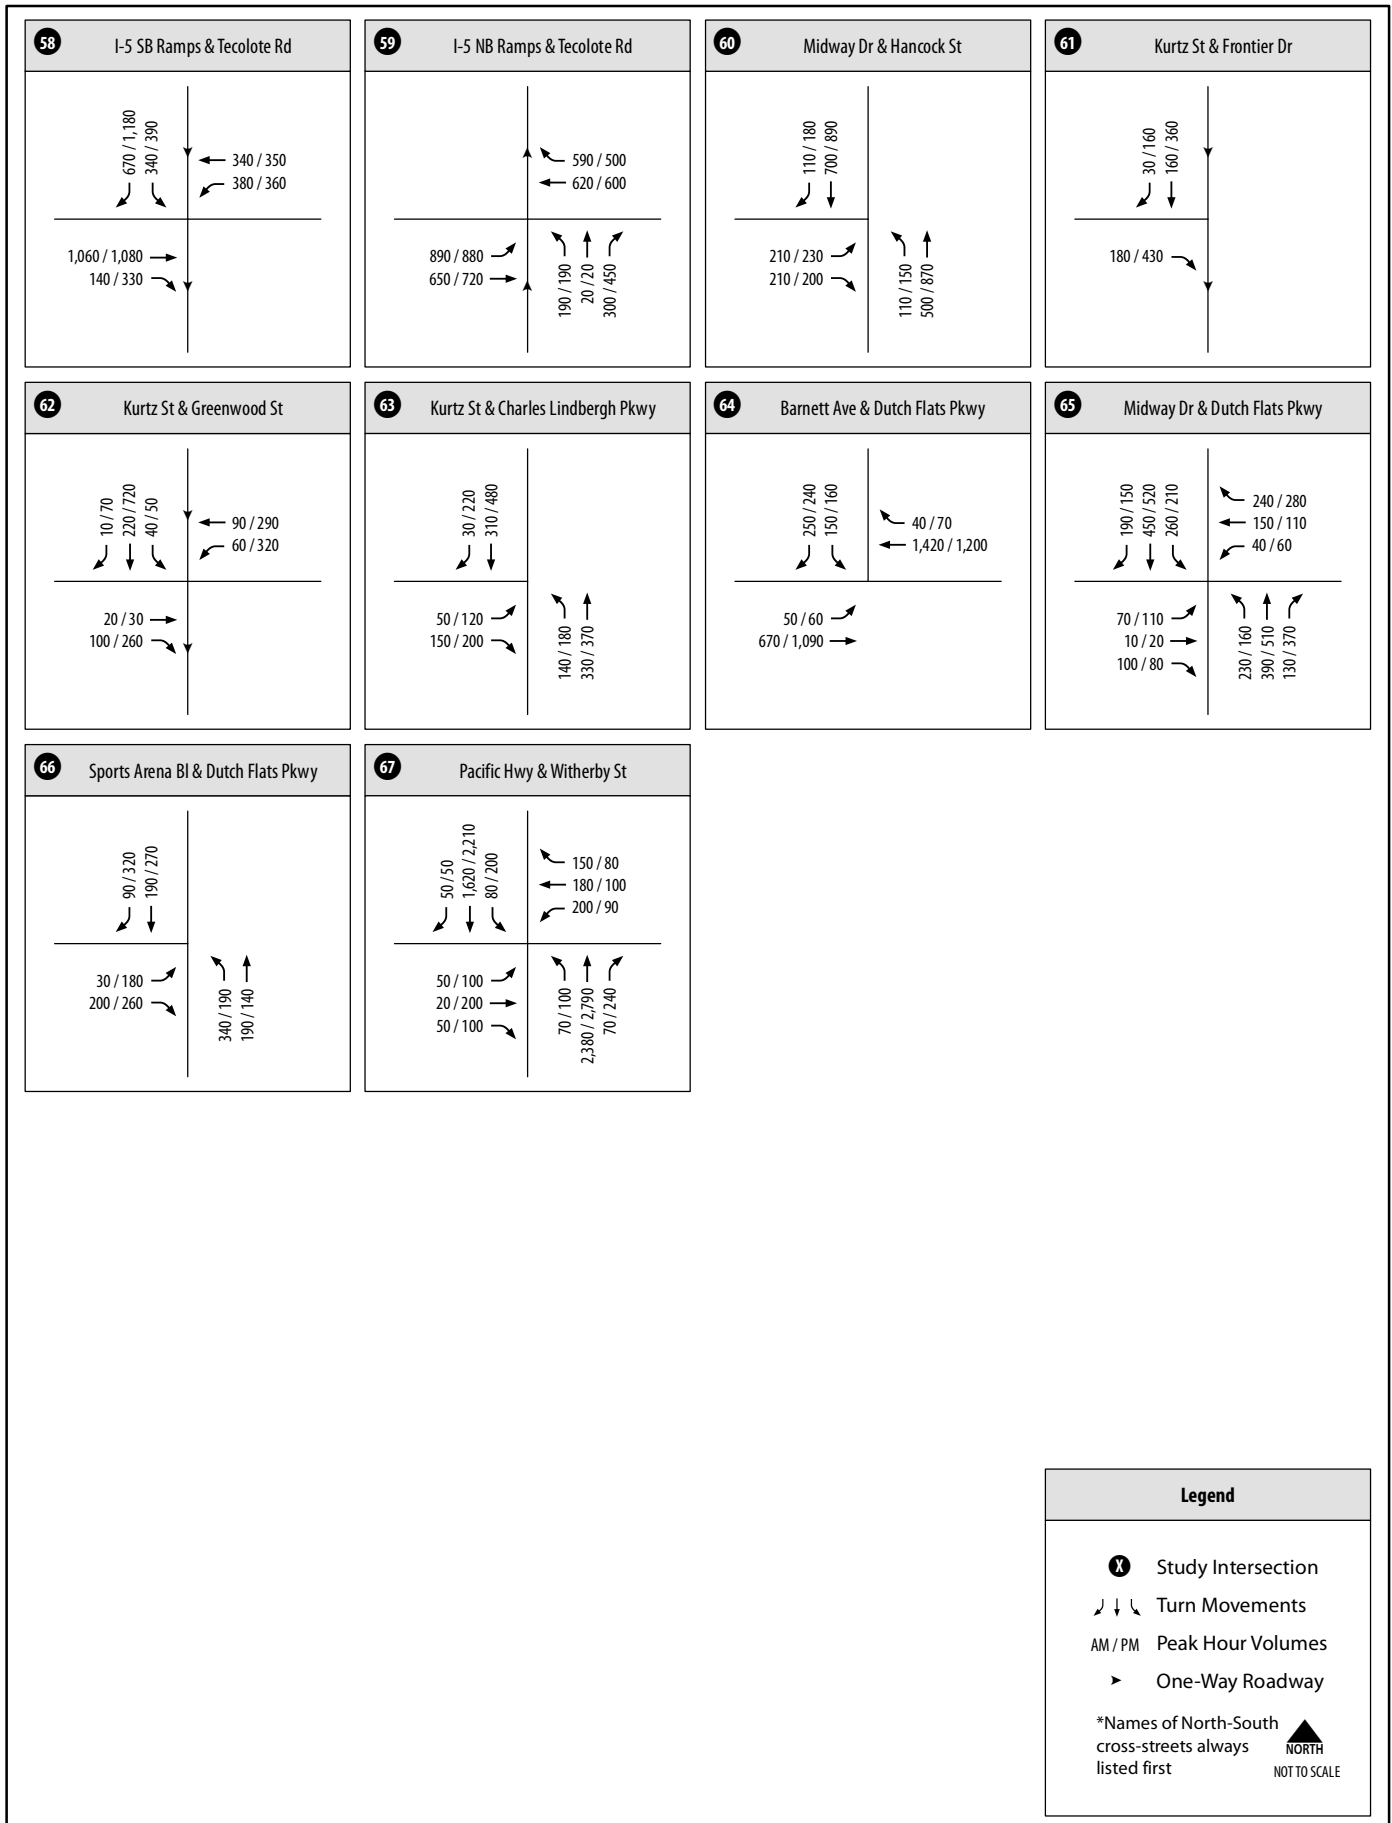 58 I-5 SB Ramps & Tecolote Rd
670 / 1,180
340 / 390
340 / 350
380 / 360
1,060 / 1,080
140 / 330
59 I-5 NB Ramps & Tecolote Rd
590 / 500
620 / 600
890 / 880
650 / 720
190 / 190
20 / 20
300 / 450
60 Midway Dr & Hancock St
110 / 180
700 / 890
210 / 230
210 / 200
110 / 150
500 / 870
61 Kurtz St & Frontier Dr
30 / 160
160 / 360
180 / 430
62 Kurtz St & Greenwood St
10 / 70
220 / 720
40 / 50
90 / 290
60 / 320
20 / 30
100 / 260
63 Kurtz St & Charles Lindbergh Pkwy
30 / 220
310 / 480
50 / 120
150 / 200
140 / 180
330 / 370
64 Barnett Ave & Dutch Flats Pkwy
250 / 240
150 / 160
40 / 70
1,420 / 1,200
50 / 60
670 / 1,090
65 Midway Dr & Dutch Flats Pkwy
190 / 150
450 / 520
260 / 210
240 / 280
150 / 110
40 / 60
70 / 110
10 / 20
100 / 80
230 / 160
390 / 510
130 / 370
66 Sports Arena Bl & Dutch Flats Pkwy
90 / 320
190 / 270
30 / 180
200 / 260
340 / 190
190 / 140
67 Pacific Hwy & Witherby St
50 / 50
1,620 / 2,210
80 / 200
150 / 80
180 / 100
200 / 90
50 / 100
20 / 200
50 / 100
70 / 100
2,380 / 2,790
70 / 240
Legend
X Study Intersection
Turn Movements
AM / PM Peak Hour Volumes
One-Way Roadway
*Names of North-South
cross-streets always
listed first
NORTH
NOT TO SCALE